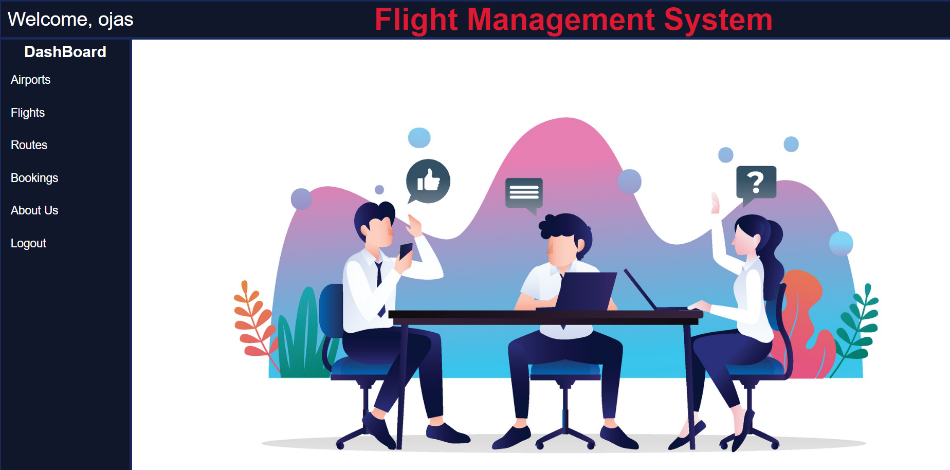 Welcome, ojas
Flight Management System
DashBoard
Airports
Flights
Routes
Bookings
About Us
Logout
?